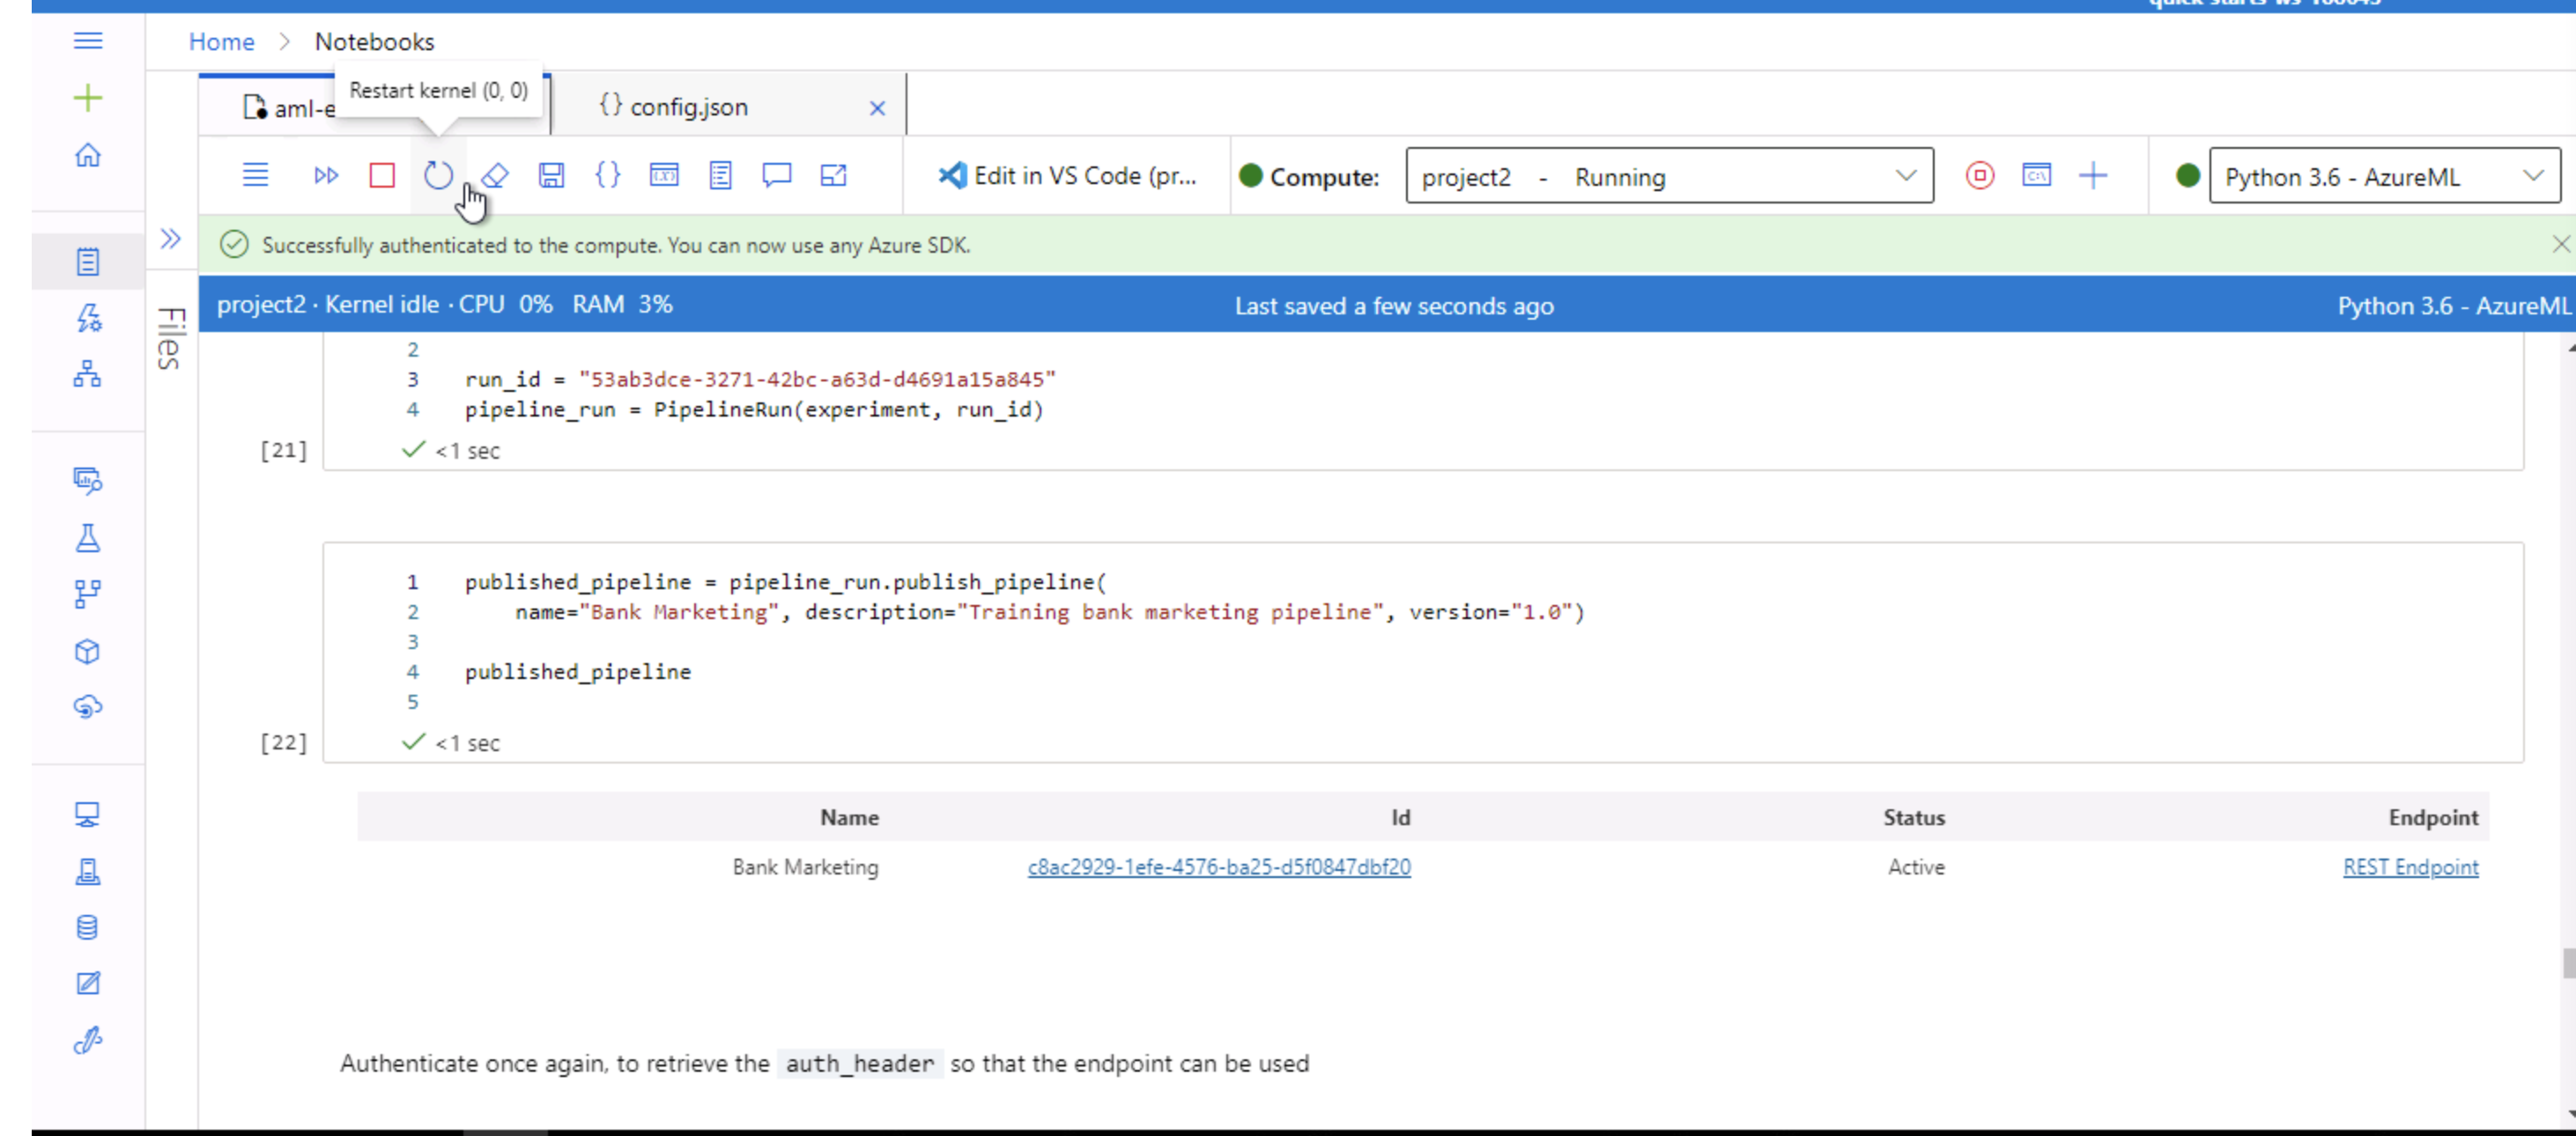 Home > Notebooks
Restart kernel (0, 0)
aml-e
{} config.json
Edit in VS Code (pr...
Compute:
project2 - Running
Python 3.6 - AzureML
Successfully authenticated to the compute. You can now use any Azure SDK.
Files
project2 · Kernel idle · CPU 0% RAM 3%
Last saved a few seconds ago
Python 3.6 - AzureML
2
3 run_id = "53ab3dce-3271-42bc-a63d-d4691a15a845"
4 pipeline_run = PipelineRun(experiment, run_id)
[21]
<1 sec
1 published_pipeline = pipeline_run.publish_pipeline(
2 name="Bank Marketing", description="Training bank marketing pipeline", version="1.0")
3
4 published_pipeline
5
[22]
<1 sec
Name Id Status Endpoint
Bank Marketing c8ac2929-1efe-4576-ba25-d5f0847dbf20 Active REST Endpoint
Authenticate once again, to retrieve the auth_header so that the endpoint can be used